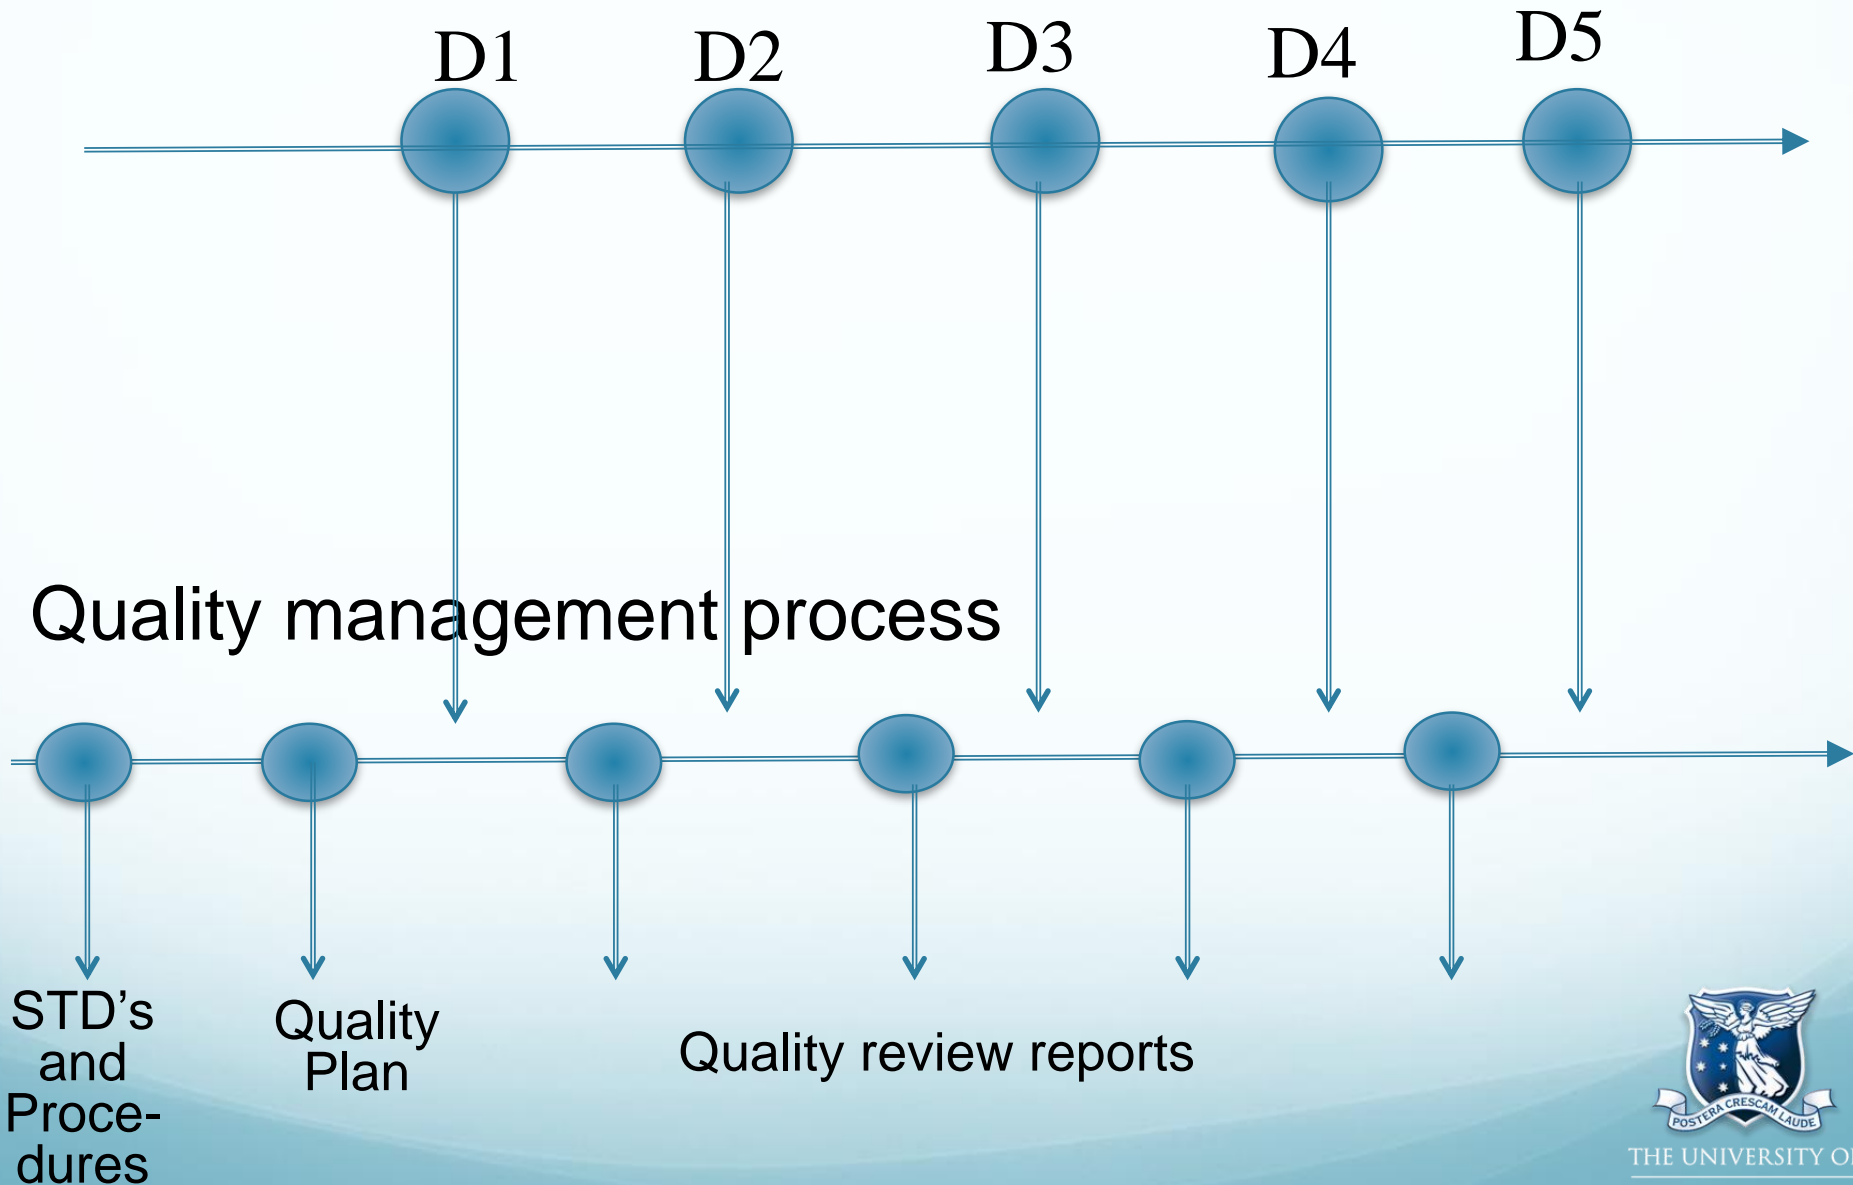 D1 D2 D3 D4 D5
Quality management process
STD’s
and
Proce-
dures
Quality
Plan
Quality review reports
POSTERA CRESCAM LAUDE
THE UNIVERSITY O